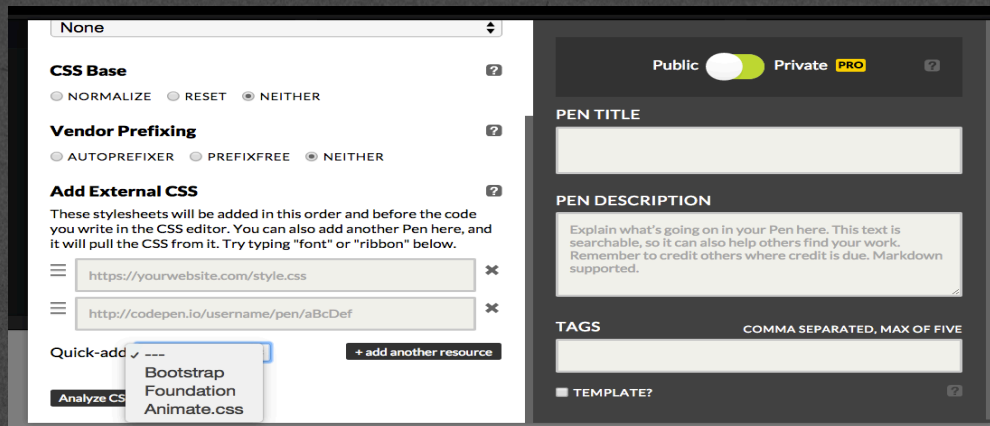 None
CSS Base
?
NORMALIZE RESET NEITHER
Vendor Prefixing
?
AUTOPREFIXER PREFIXFREE NEITHER
Add External CSS
?
These stylesheets will be added in this order and before the code
you write in the CSS editor. You can also add another Pen here, and
it will pull the CSS from it. Try typing "font" or "ribbon" below.
https://yourwebsite.com/style.css
http://codepen.io/username/pen/aBcDef
Quick-add
---
Bootstrap
Foundation
Animate.css
+ add another resource
Analyze CS
Public Private PRO
?
PEN TITLE
PEN DESCRIPTION
Explain what's going on in your Pen here. This text is
searchable, so it can also help others find your work.
Remember to credit others where credit is due. Markdown
supported.
TAGS COMMA SEPARATED, MAX OF FIVE
TEMPLATE?
?